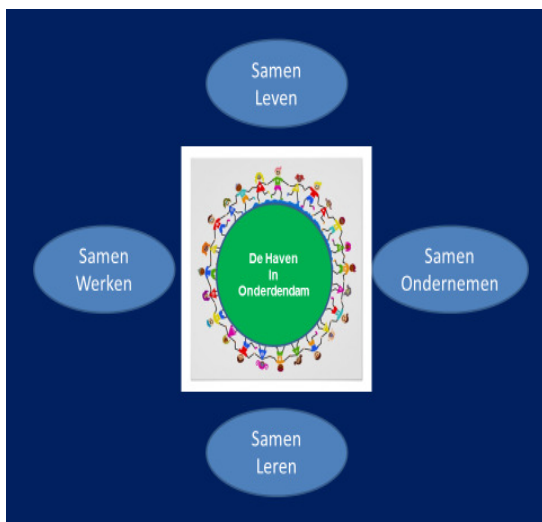 Samen
Leven
Samen
Werken
De Haven
In
Onderdendam
Samen
Ondernemen
Samen
Leren